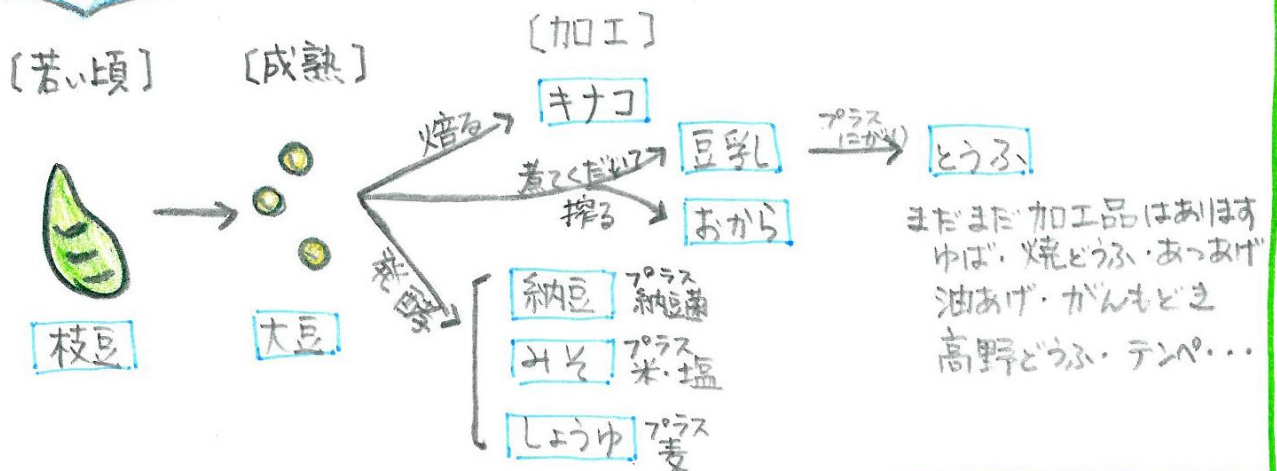 [若い頃]
[成熟]
[加工]
枝豆
大豆
焙る
キナコ
煮てくだいて
搾る
豆乳
おから
プラス
にがり
とうふ
発酵
納豆
プラス
納豆菌
みそ
プラス
米・塩
しょうゆ
プラス
麦
まだまだ加工品はあります
ゆば・焼どうふ・あつあげ
油あげ・がんもどき
高野どうふ・テンペ・・・